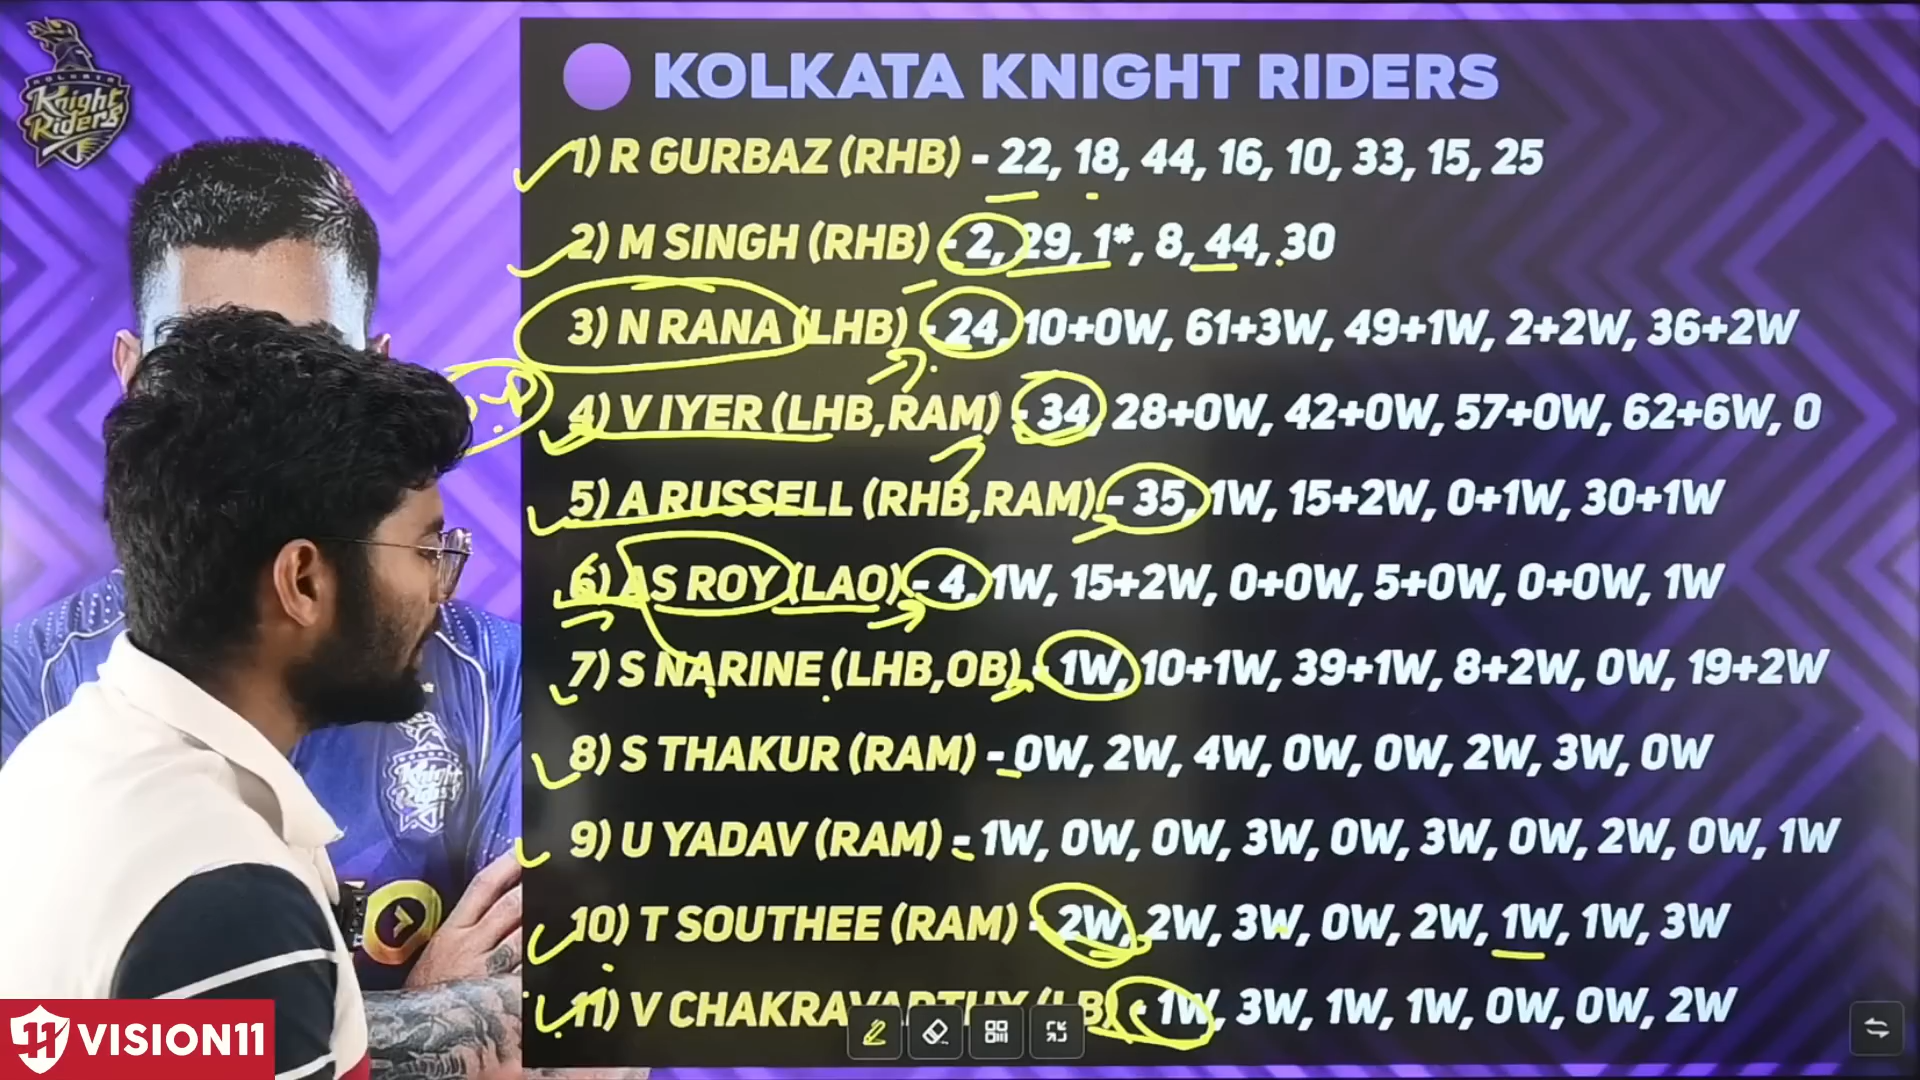 KOLKATA KNIGHT RIDERS
1) R GURBAZ (RHB) - 22, 18, 44, 16, 10, 33, 15, 25
2) M SINGH (RHB) - 2, 29, 1*, 8, 44, 30
3) N RANA (LHB) - 24, 10+0W, 61+3W, 49+1W, 2+2W, 36+2W
4) V IYER (LHB,RAM) - 34, 28+0W, 42+0W, 57+0W, 62+6W, 0
5) A RUSSELL (RHB,RAM) - 35, 1W, 15+2W, 0+1W, 30+1W
6) AS ROY (LAO) - 4, 1W, 15+2W, 0+0W, 5+0W, 0+0W, 1W
7) S NARINE (LHB,OB) - 1W, 10+1W, 39+1W, 8+2W, 0W, 19+2W
8) S THAKUR (RAM) - 0W, 2W, 4W, 0W, 0W, 2W, 3W, 0W
9) U YADAV (RAM) - 1W, 0W, 0W, 3W, 0W, 3W, 0W, 2W, 0W, 1W
10) T SOUTHEE (RAM) - 2W, 2W, 3W, 0W, 2W, 1W, 1W, 3W
11) V CHAKRAVARTHY (LB) - 1W, 3W, 1W, 1W, 0W, 0W, 2W
KOLKATA
Knight
Riders
Knight
Riders
11 VISION11